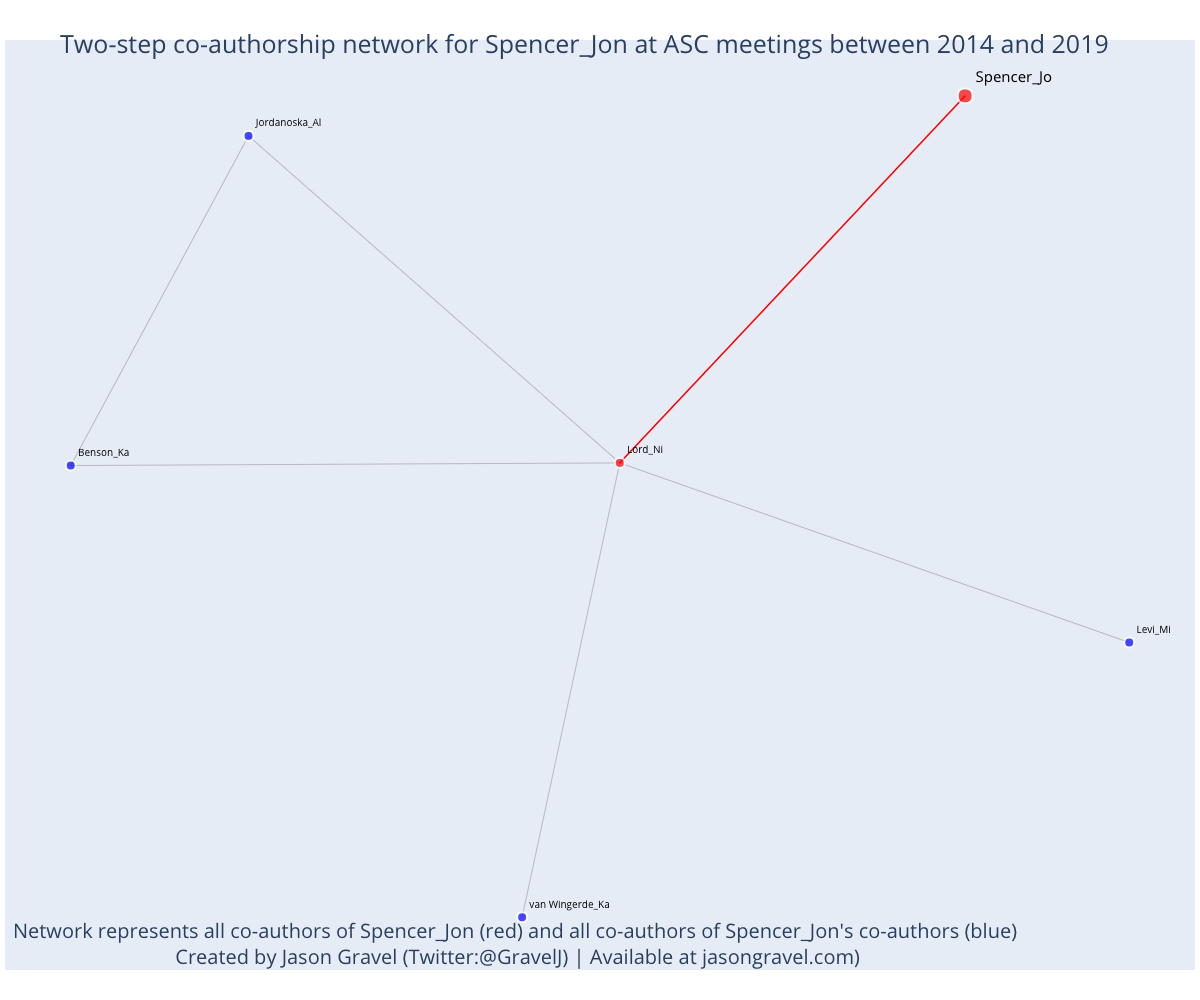 Two-step co-authorship network for Spencer_Jon at ASC meetings between 2014 and 2019
Spencer_Jo
Jordanoska_Al
Lord_Ni
Benson_Ka
Levi_Mi
van Wingerde_Ka
Network represents all co-authors of Spencer_Jon (red) and all co-authors of Spencer_Jon's co-authors (blue)
Created by Jason Gravel (Twitter:@GravelJ) | Available at jasongravel.com)